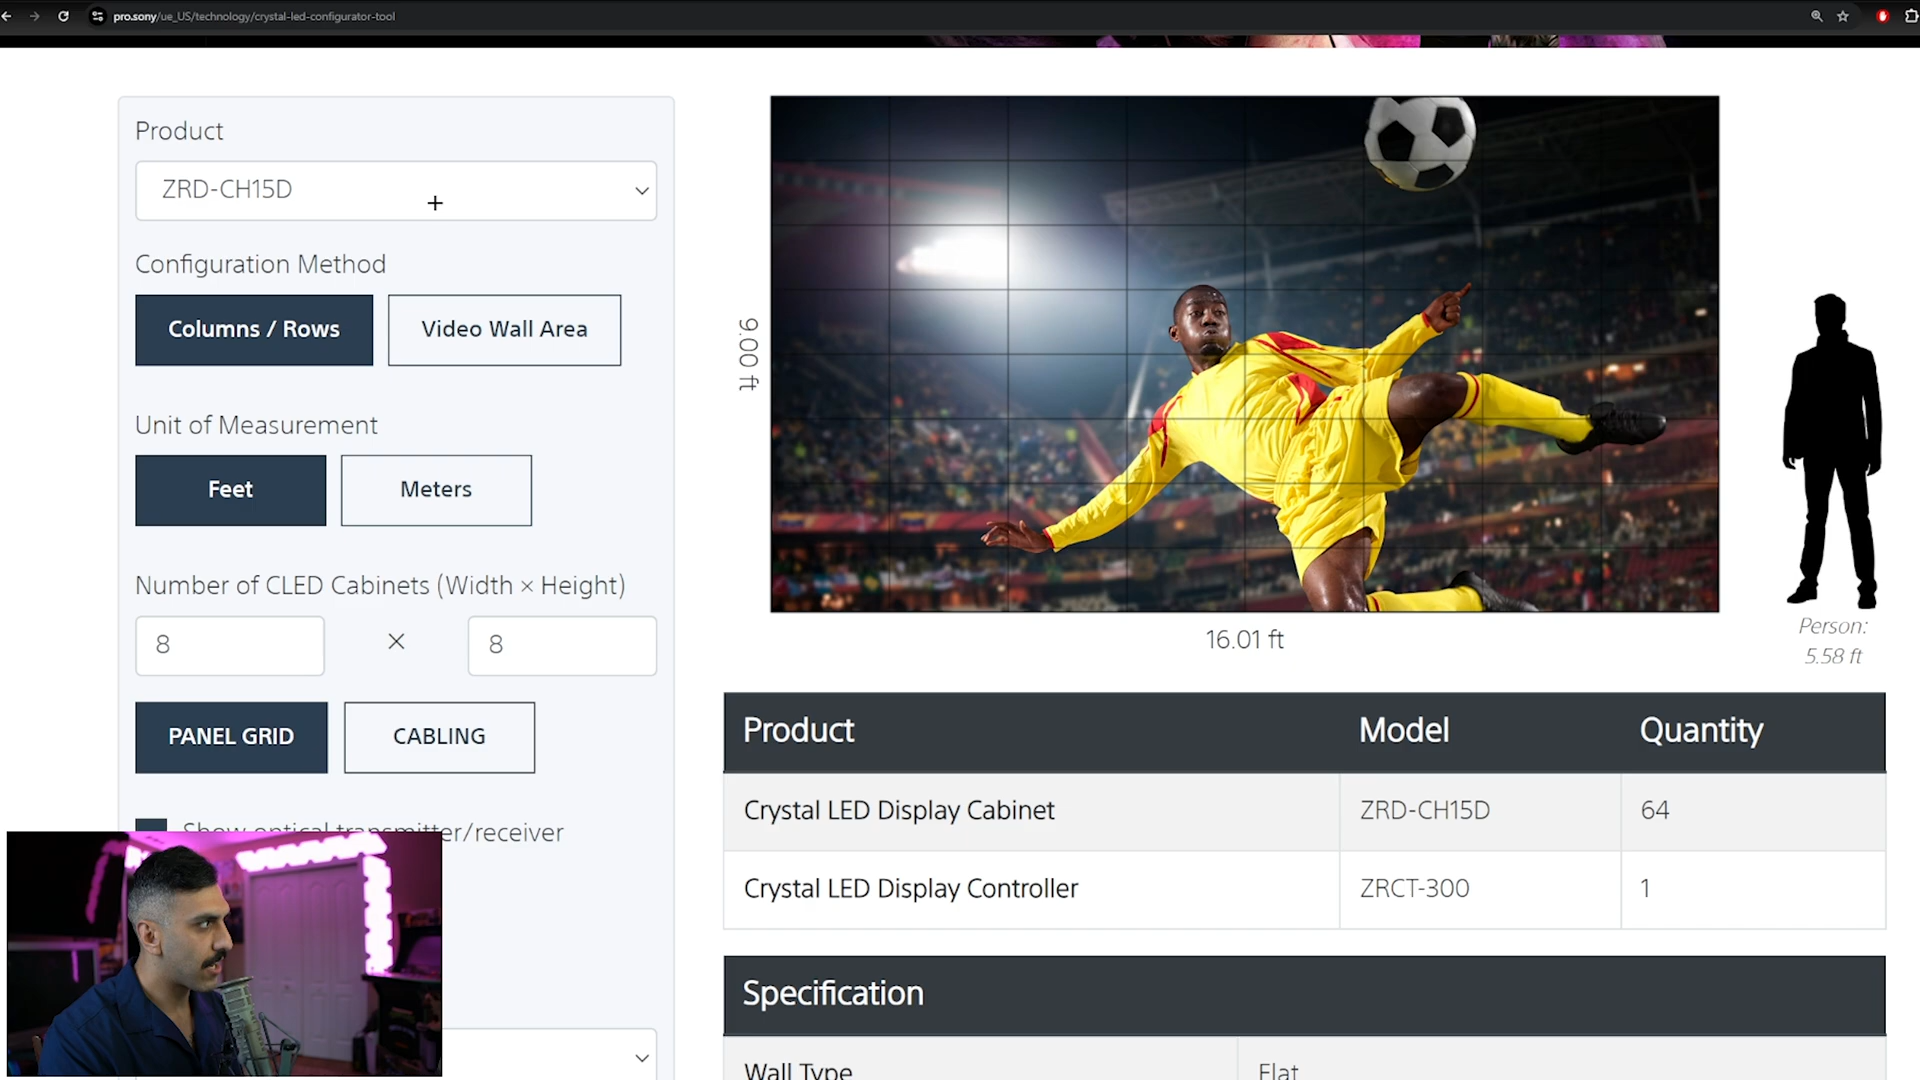 pro.sony/ue_US/technology/crystal-led-configurator-tool
Product
ZRD-CH15D
Configuration Method
Columns / Rows
Video Wall Area
Unit of Measurement
Feet
Meters
Number of CLED Cabinets (Width × Height)
8
×
8
PANEL GRID
CABLING
Show optical transmitter/receiver
9.00 ft
16.01 ft
Person:
5.58 ft
Product Model Quantity
Crystal LED Display Cabinet ZRD-CH15D 64
Crystal LED Display Controller ZRCT-300 1
Specification
Wall Type Flat